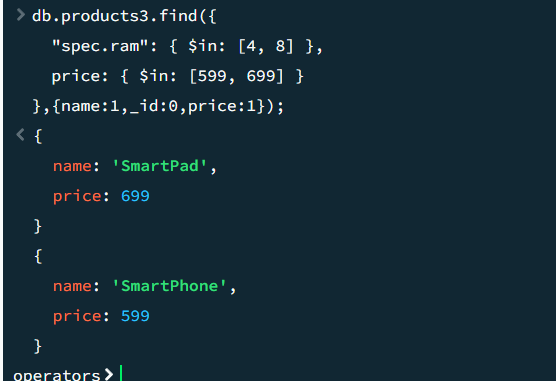 > db.products3.find({
"spec.ram": { $in: [4, 8] },
price: { $in: [599, 699] }
},{name:1,_id:0,price:1});
< {
name: 'SmartPad',
price: 699
}
{
name: 'SmartPhone',
price: 599
}
operators>